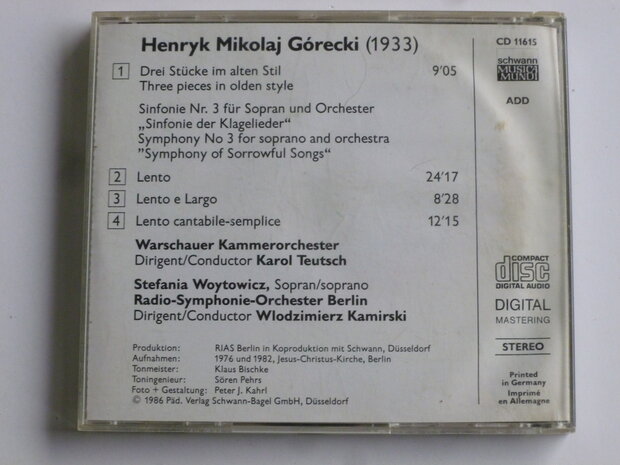 Henryk Mikolaj Górecki (1933)
1 Drei Stücke im alten Stil 9'05
Three pieces in olden style
Sinfonie Nr. 3 für Sopran und Orchester
„Sinfonie der Klagelieder“
Symphony No 3 for soprano and orchestra
”Symphony of Sorrowful Songs“
2 Lento 24'17
3 Lento e Largo 8'28
4 Lento cantabile-semplice 12'15
Warschauer Kammerorchester
Dirigent/Conductor Karol Teutsch
Stefania Woytowicz, Sopran/soprano
Radio-Symphonie-Orchester Berlin
Dirigent/Conductor Wlodzimierz Kamirski
Produktion: RIAS Berlin in Koproduktion mit Schwann, Düsseldorf
Aufnahmen: 1976 und 1982, Jesus-Christus-Kirche, Berlin
Tonmeister: Klaus Bischke
Toningenieur: Sören Pehrs
Foto + Gestaltung: Peter J. Kahrl
© 1986 Päd. Verlag Schwann-Bagel GmbH, Düsseldorf
CD 11615
schwann
MUSICA
MUNDI
ADD
COMPACT
disc
DIGITAL AUDIO
DIGITAL
MASTERING
STEREO
Printed
in Germany
Imprimé
en Allemagne